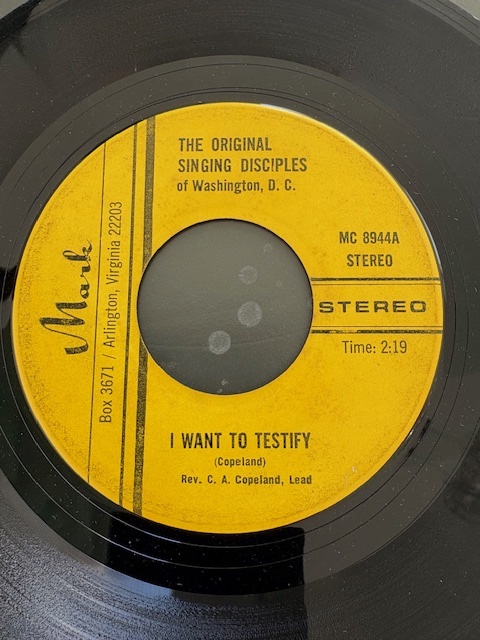 THE ORIGINAL
SINGING DISCIPLES
of Washington, D. C.
MC 8944A
STEREO
STEREO
Time: 2:19
Mark
Box 3671 / Arlington, Virginia 22203
I WANT TO TESTIFY
(Copeland)
Rev. C. A. Copeland, Lead